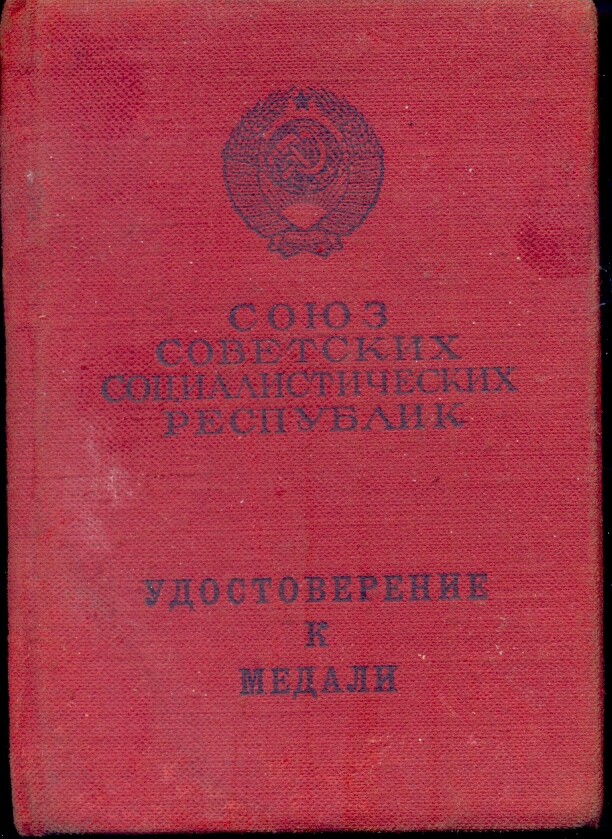 СОЮЗ
СОВЕТСКИХ
СОЦИАЛИСТИЧЕСКИХ
РЕСПУБЛИК
УДОСТОВЕРЕНИЕ
К
МЕДАЛИ